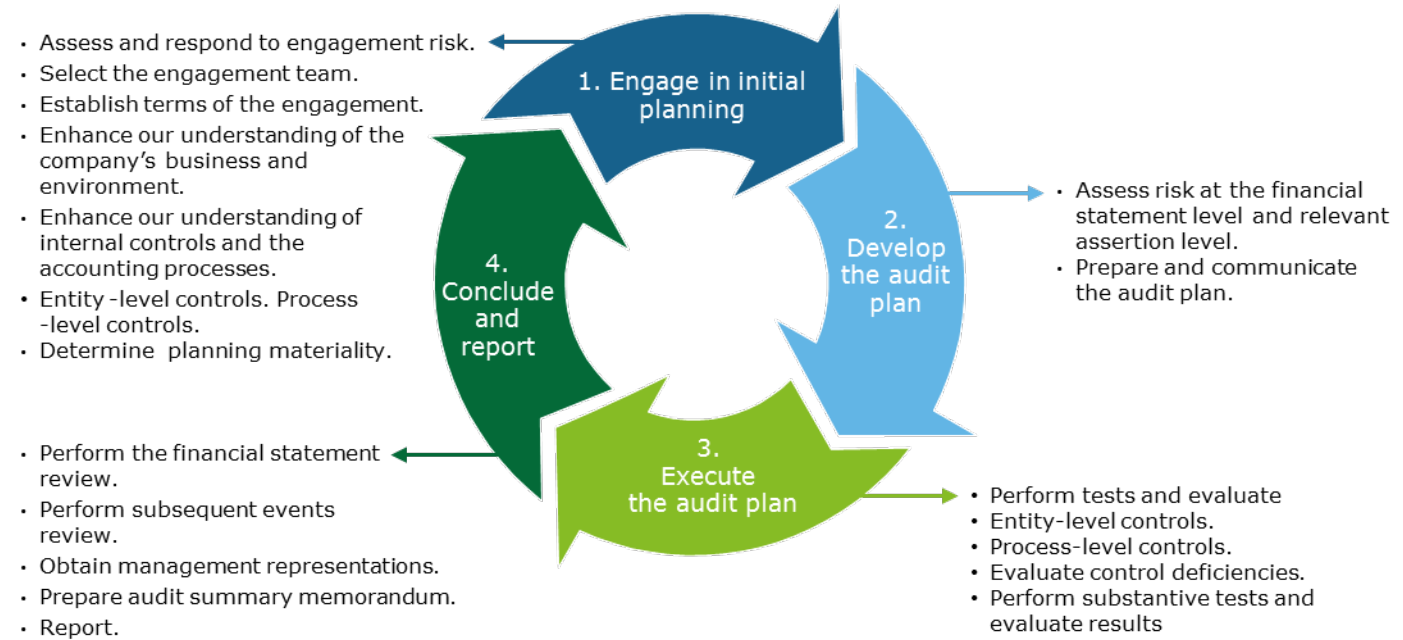 • Assess and respond to engagement risk.
• Select the engagement team.
• Establish terms of the engagement.
• Enhance our understanding of the
company's business and
environment.
• Enhance our understanding of
internal controls and the
accounting processes.
• Entity -level controls. Process
-level controls.
• Determine planning materiality.
1. Engage in initial
planning
2.
Develop
the audit
plan
• Assess risk at the financial
statement level and relevant
assertion level.
• Prepare and communicate
the audit plan.
3.
Execute
the audit plan
• Perform tests and evaluate
• Entity-level controls.
• Process-level controls.
• Evaluate control deficiencies.
• Perform substantive tests and
evaluate results
4.
Conclude
and
report
• Perform the financial statement
review.
• Perform subsequent events
review.
• Obtain management representations.
• Prepare audit summary memorandum.
• Report.